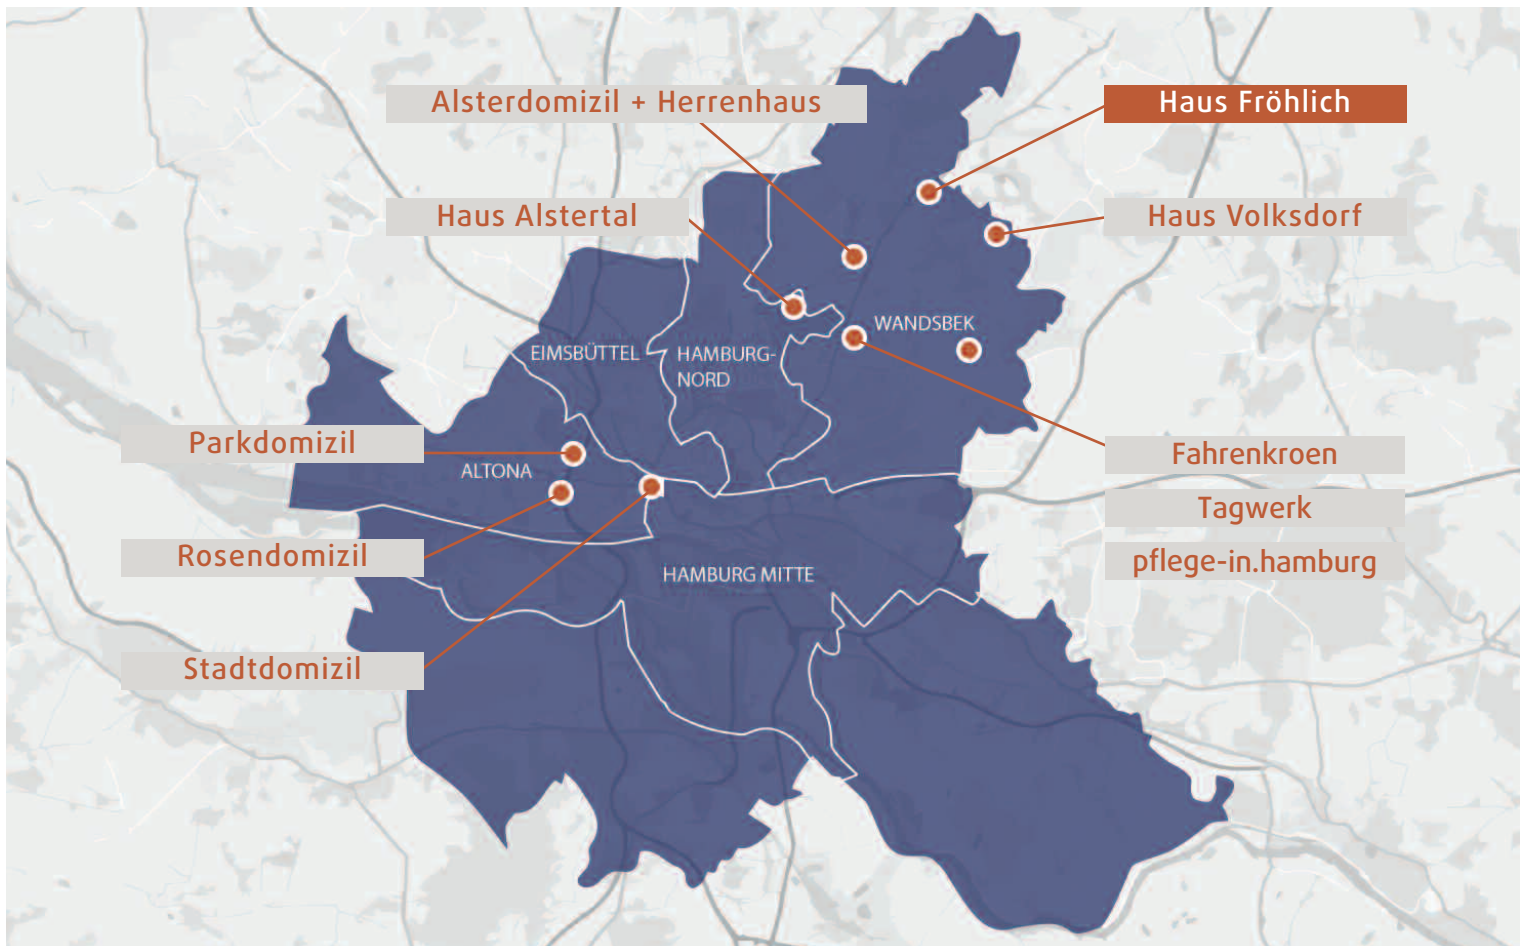 Alsterdomizil + Herrenhaus
Haus Fröhlich
Haus Alstertal
Haus Volksdorf
WANDSBEK
EIMSBÜTTEL
HAMBURG-
NORD
Parkdomizil
ALTONA
Fahrenkroen
Tagwerk
Rosendomizil
pflege-in.hamburg
HAMBURG MITTE
Stadtdomizil